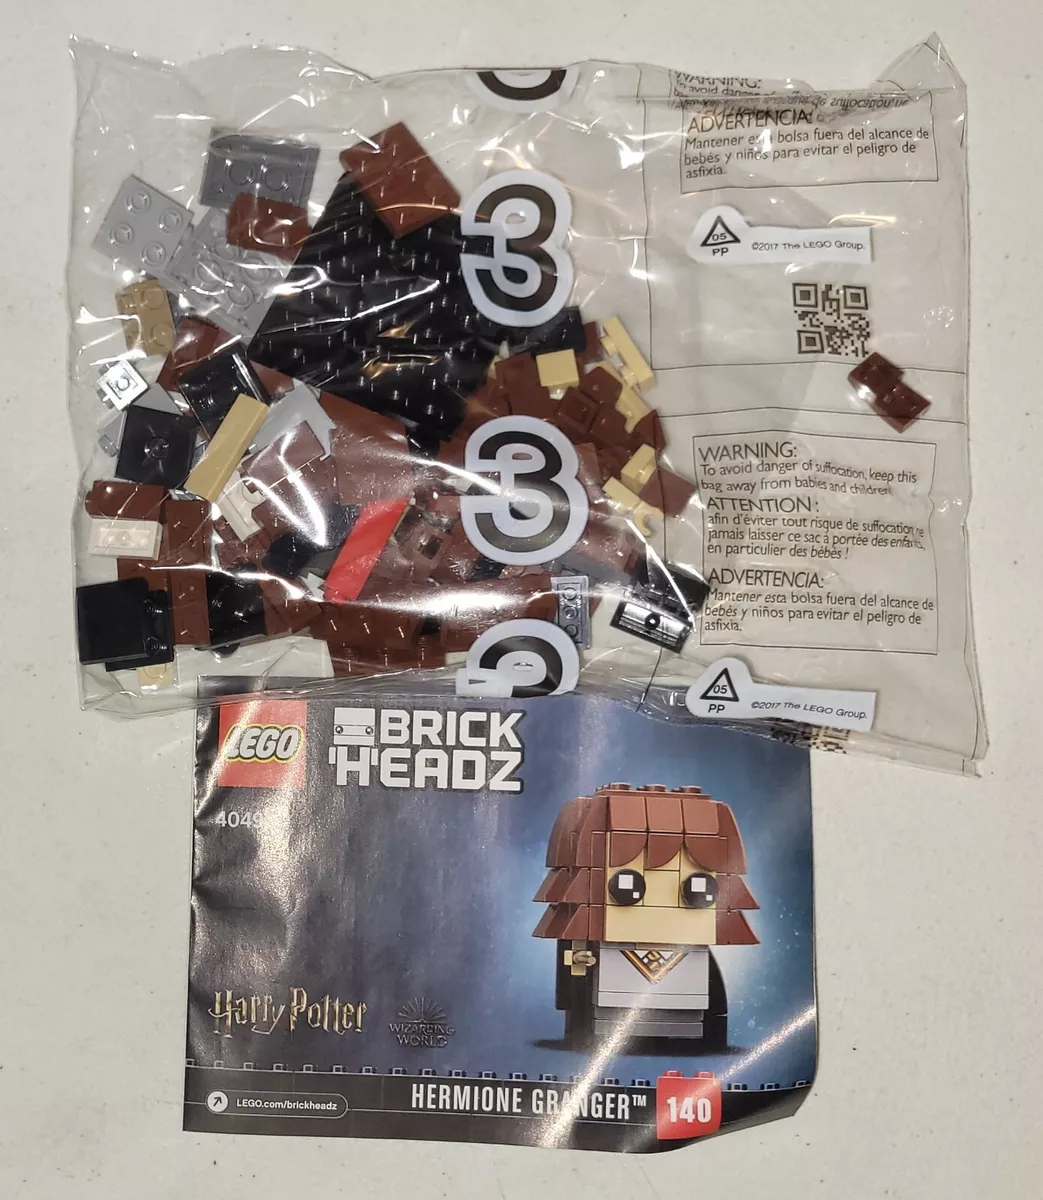 WARNING:
ADVERTENCIA:
Mantener esta bolsa fuera del alcance de
bebés y niños para evitar el peligro de
asfixia.
3
05
PP
©2017 The LEGO Group.
3
WARNING:
To avoid danger of suffocation, keep this
bag away from babies and children!
ATTENTION:
afin d'éviter tout risque de suffocation ne
jamais laisser ce sac à portée des enfants,
en particulier des bébés !
ADVERTENCIA:
Mantener esta bolsa fuera del alcance de
bebés y niños para evitar el peligro de
asfixia.
05
PP
©2017 The LEGO Group.
LEGO
BRICK
HEADZ
Harry Potter
WIZARDING
WORLD
LEGO.com/brickheadz
HERMIONE GRANGER™
140